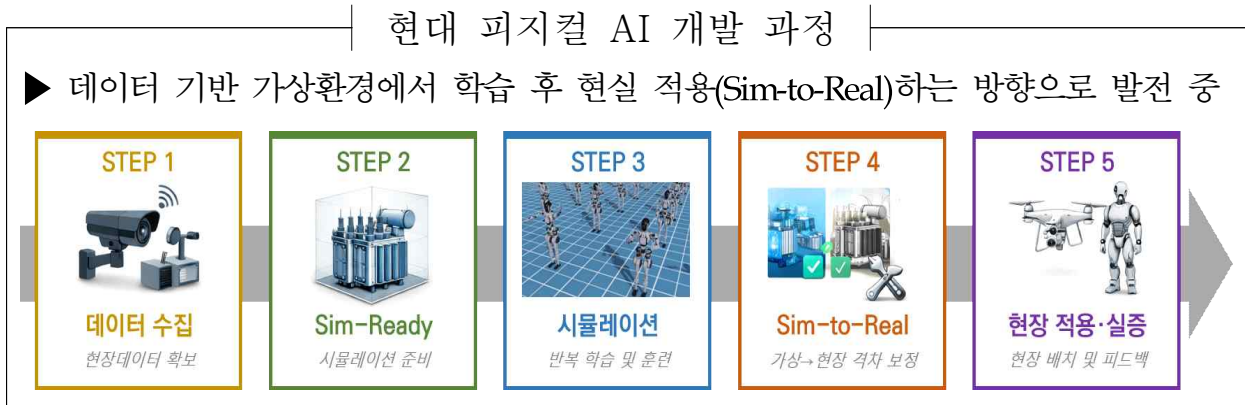 현대 피지컬 AI 개발 과정
▶ 데이터 기반 가상환경에서 학습 후 현실 적용(Sim-to-Real)하는 방향으로 발전 중
STEP 1
데이터 수집
현장데이터 확보
STEP 2
Sim-Ready
시뮬레이션 준비
STEP 3
시뮬레이션
반복 학습 및 훈련
STEP 4
Sim-to-Real
가상→현장 격차 보정
STEP 5
현장 적용·실증
현장 배치 및 피드백